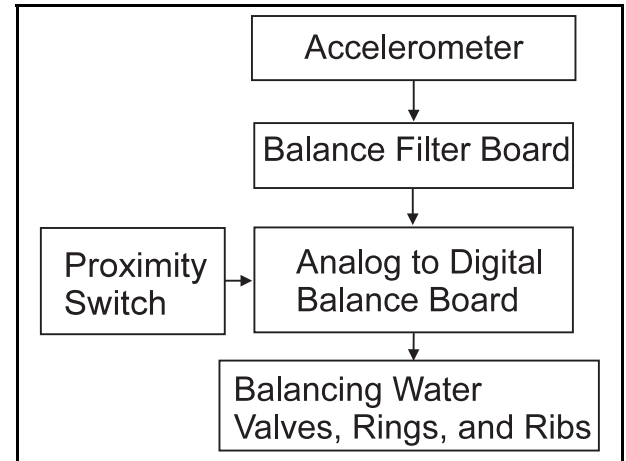 Accelerometer
Balance Filter Board
Proximity
Switch
Analog to Digital
Balance Board
Balancing Water
Valves, Rings, and Ribs